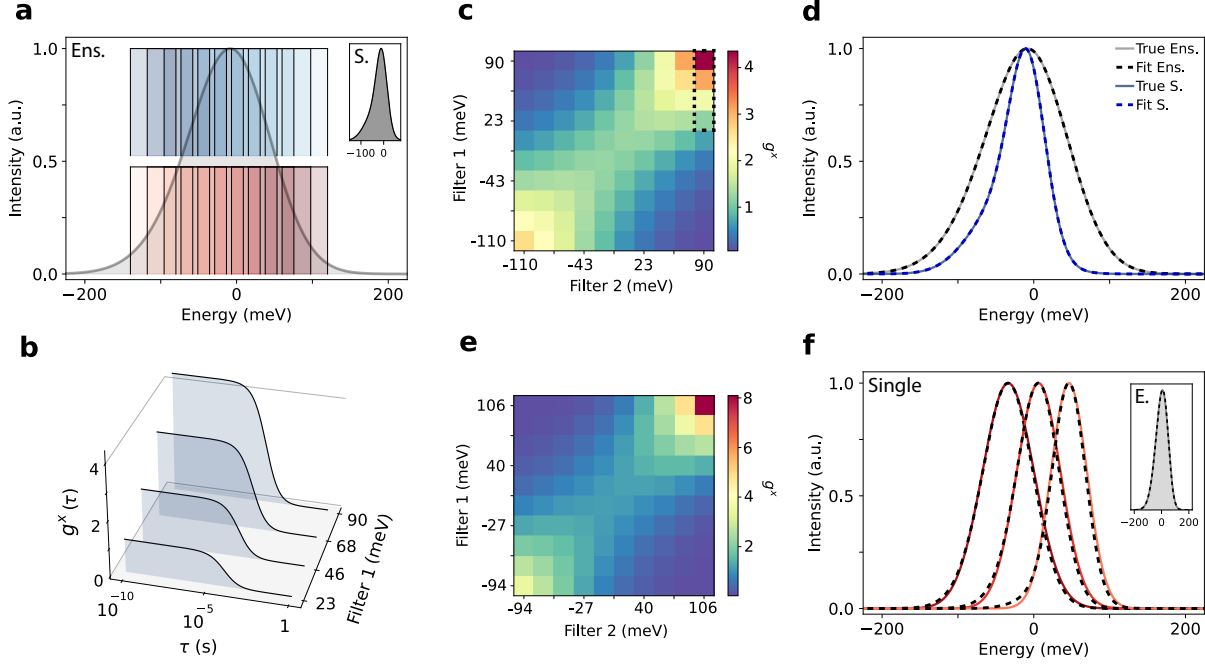 a
Ens.
S.
−100 0
1.0
0.5
0.0
Intensity (a.u.)
−200 0 200
Energy (meV)
b
g^x (τ)
4
2
0
10^−10
10^−5
1
τ (s)
90
68
46
23
Filter 1 (meV)
c
90
23
-43
-110
Filter 1 (meV)
-110 -43 23 90
Filter 2 (meV)
4
3
2
1
g^x
d
True Ens.
Fit Ens.
True S.
Fit S.
1.0
0.5
0.0
Intensity (a.u.)
−200 0 200
Energy (meV)
e
106
40
-27
-94
Filter 1 (meV)
-94 -27 40 106
Filter 2 (meV)
8
6
4
2
g^x
f
Single
E.
−200 0 200
1.0
0.5
0.0
Intensity (a.u.)
−200 0 200
Energy (meV)